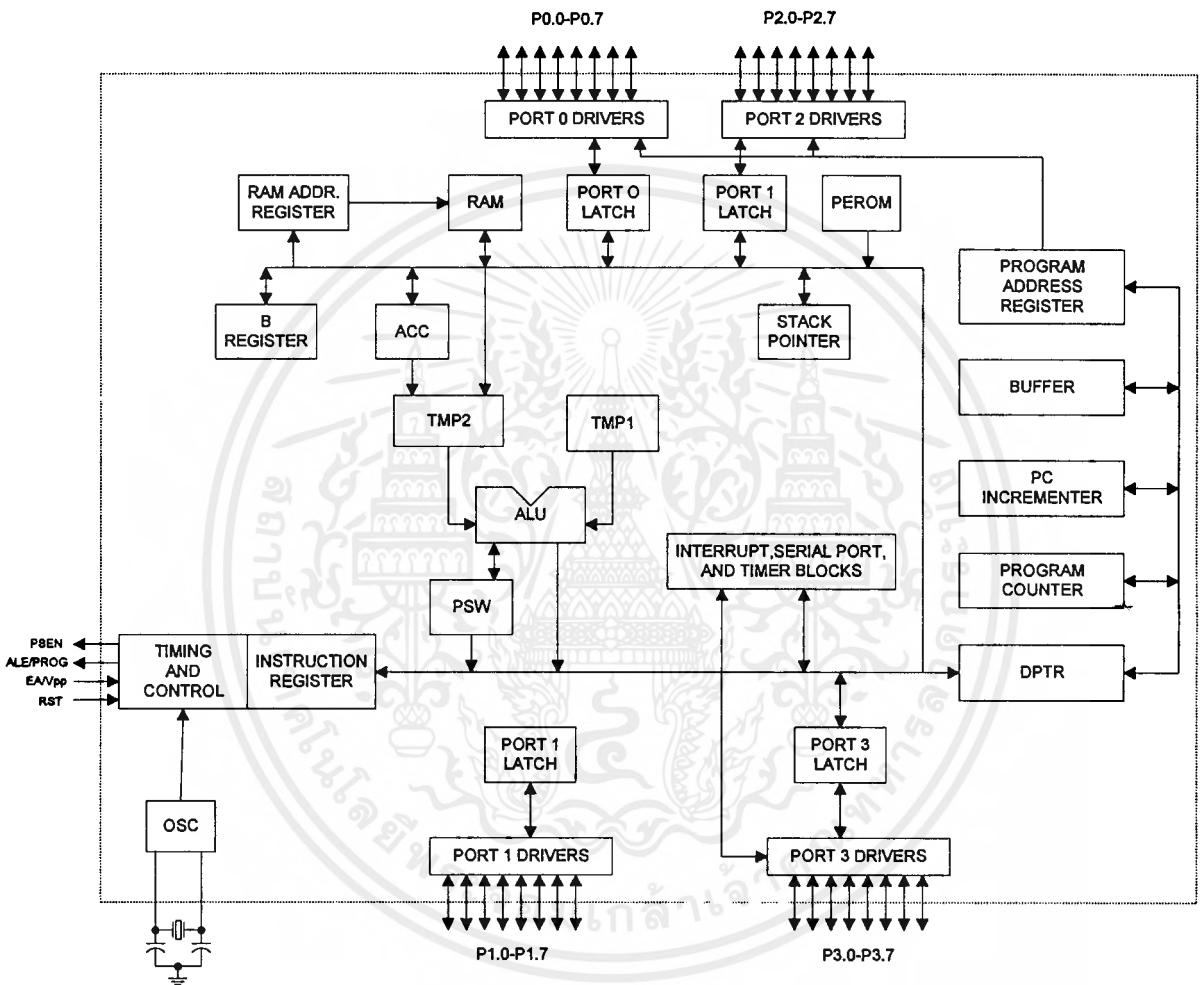 P0.0-P0.7
P2.0-P2.7
PORT 0 DRIVERS
PORT 2 DRIVERS
RAM ADDR.
REGISTER
RAM
PORT O
LATCH
PORT 1
LATCH
PEROM
PROGRAM
ADDRESS
REGISTER
B
REGISTER
ACC
STACK
POINTER
BUFFER
TMP2
TMP1
PC
INCREMENTER
ALU
INTERRUPT,SERIAL PORT,
AND TIMER BLOCKS
PROGRAM
COUNTER
PSW
PSEN
ALE/PROG
EA/Vpp
RST
TIMING
AND
CONTROL
INSTRUCTION
REGISTER
DPTR
PORT 1
LATCH
PORT 3
LATCH
OSC
PORT 1 DRIVERS
PORT 3 DRIVERS
P1.0-P1.7
P3.0-P3.7